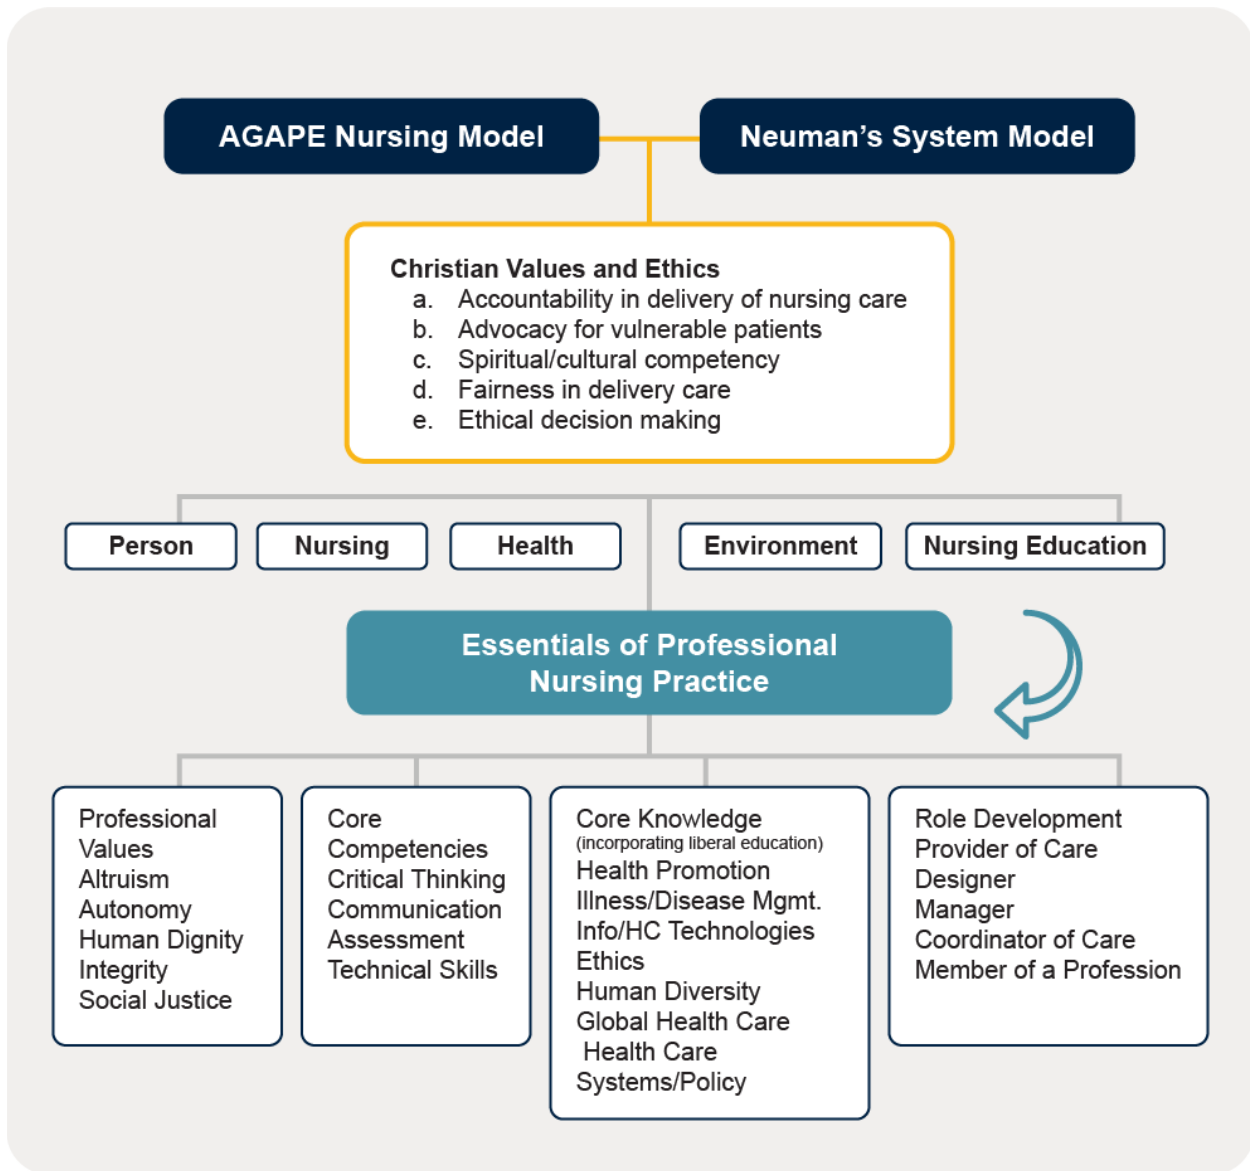 AGAPE Nursing Model
Neuman’s System Model
Christian Values and Ethics
a. Accountability in delivery of nursing care
b. Advocacy for vulnerable patients
c. Spiritual/cultural competency
d. Fairness in delivery care
e. Ethical decision making
Person
Nursing
Health
Environment
Nursing Education
Essentials of Professional
Nursing Practice
Professional
Values
Altruism
Autonomy
Human Dignity
Integrity
Social Justice
Core
Competencies
Critical Thinking
Communication
Assessment
Technical Skills
Core Knowledge
(incorporating liberal education)
Health Promotion
Illness/Disease Mgmt.
Info/HC Technologies
Ethics
Human Diversity
Global Health Care
Health Care
Systems/Policy
Role Development
Provider of Care
Designer
Manager
Coordinator of Care
Member of a Profession